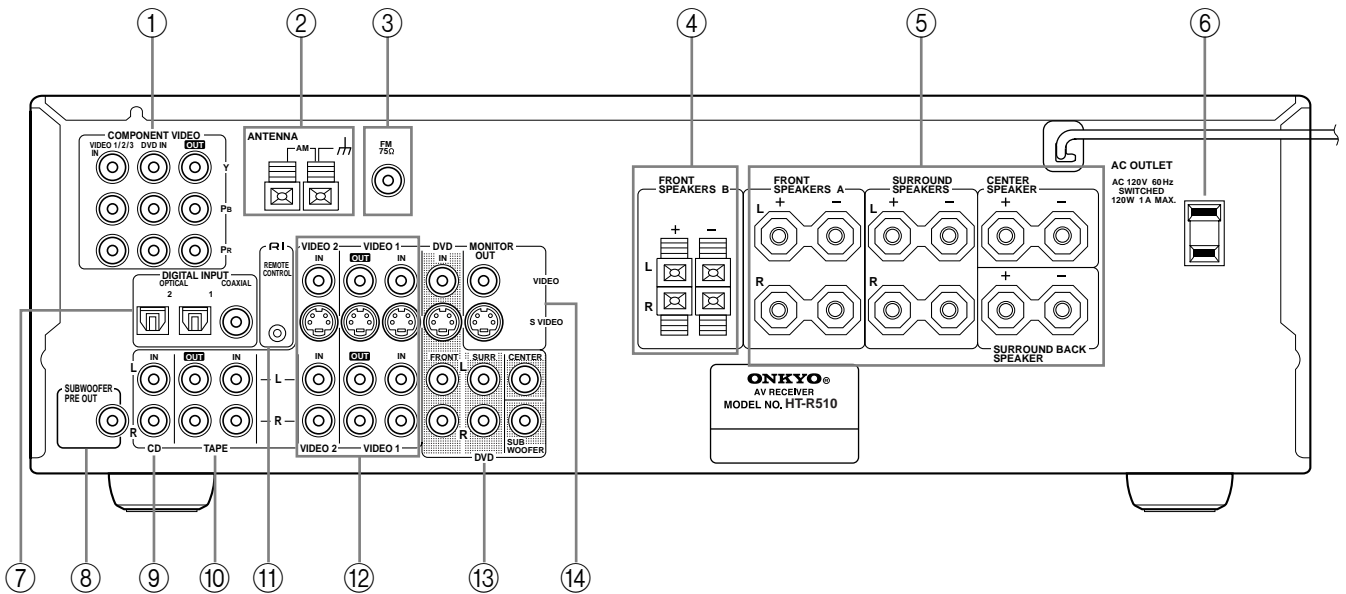 ① ② ③ ④ ⑤ ⑥
COMPONENT VIDEO
VIDEO 1/2/3 IN
DVD IN
OUT
Y
PB
PR
ANTENNA
AM
FM
75Ω
FRONT
SPEAKERS B
+ −
L
R
FRONT
SPEAKERS A
+ −
L
R
SURROUND
SPEAKERS
+ −
L
R
CENTER
SPEAKER
+ −
+ −
SURROUND BACK
SPEAKER
AC OUTLET
AC 120V 60Hz
SWITCHED
120W 1A MAX.
DIGITAL INPUT
OPTICAL
COAXIAL
2 1
RI
REMOTE
CONTROL
VIDEO 2 VIDEO 1 DVD MONITOR
OUT
IN OUT IN IN
VIDEO
S VIDEO
IN OUT IN
L
R
L
R
IN OUT IN
FRONT SURR CENTER
L
R
SUB
WOOFER
SUBWOOFER
PRE OUT
CD TAPE
VIDEO 2 VIDEO 1
DVD
ONKYO®
AV RECEIVER
MODEL NO. HT-R510
⑦ ⑧ ⑨ ⑩ ⑪ ⑫ ⑬ ⑭